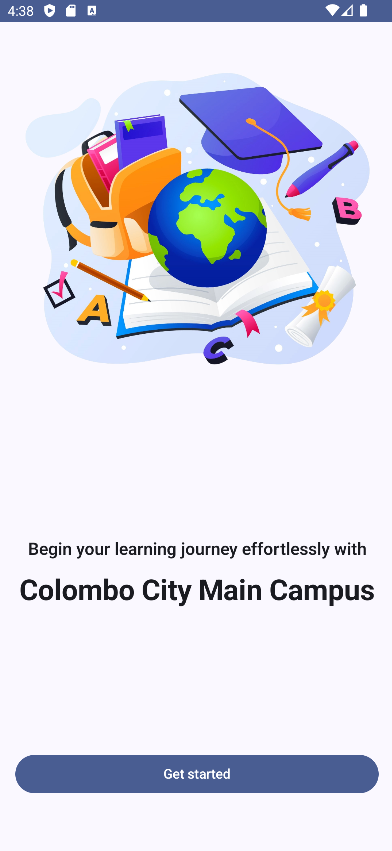 4:38
A
B
A
C
Begin your learning journey effortlessly with
Colombo City Main Campus
Get started